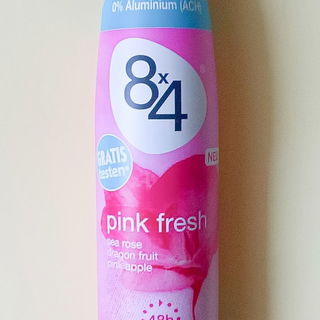 0% Aluminium (ACH)
8x4
GRATIS
testen*
NEU
pink fresh
sea rose
dragon fruit
pineapple
48h